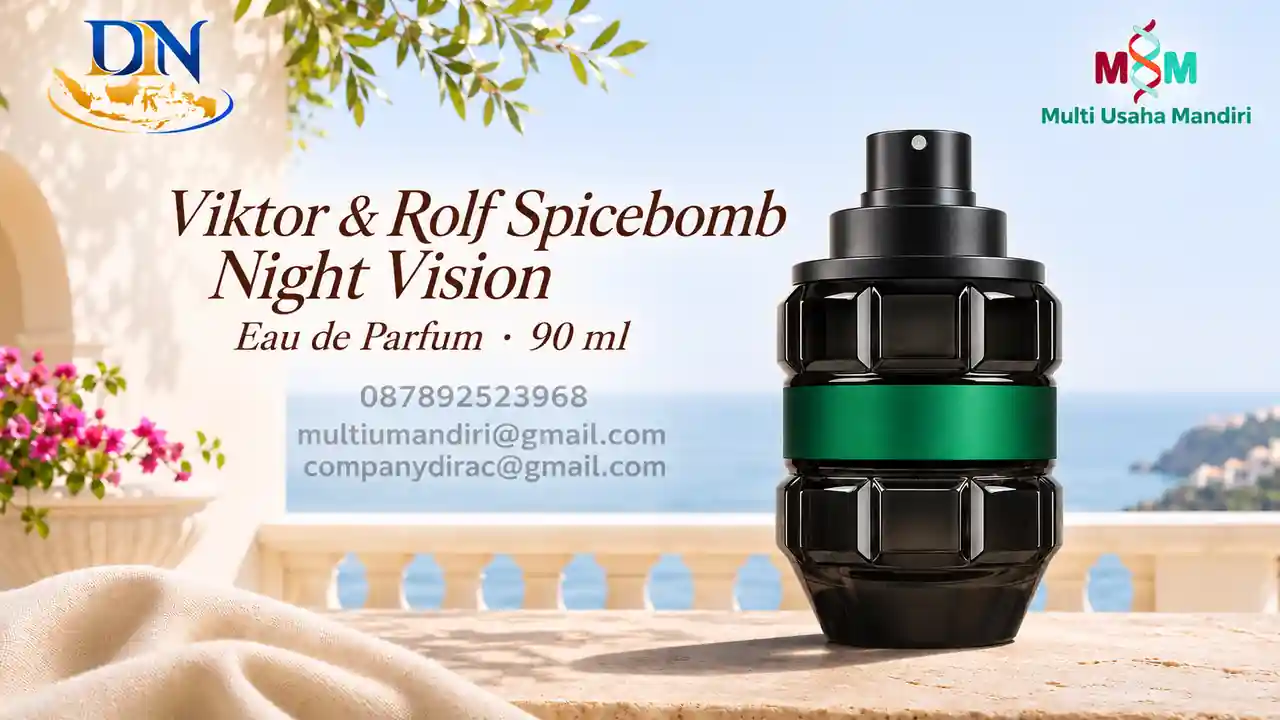 DIN
MSM
Multi Usaha Mandiri
Viktor & Rolf Spicebomb
Night Vision
Eau de Parfum · 90 ml
087892523968
multiumandiri@gmail.com
companydirac@gmail.com